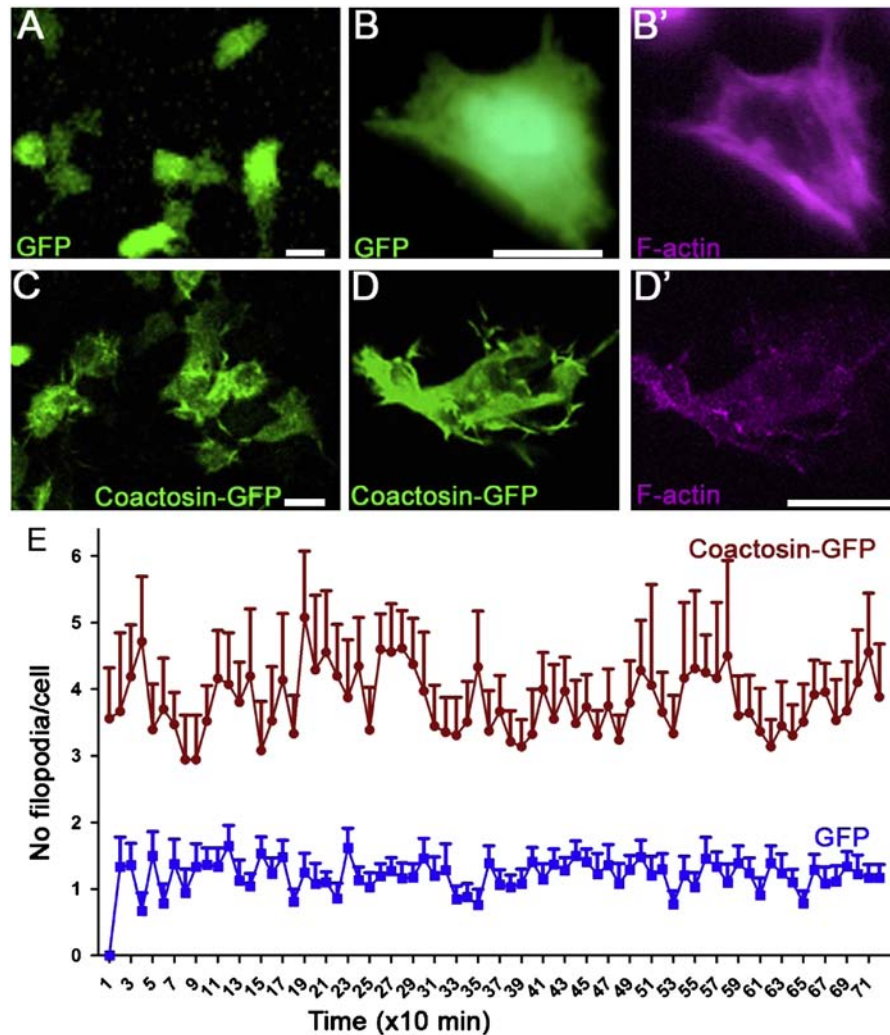 A B B'
GFP GFP F-actin
C D D'
Coactosin-GFP Coactosin-GFP F-actin
E
Coactosin-GFP
GFP
No filopodia/cell
6
5
4
3
2
1
0
1 3 5 7 9 11 13 15 17 19 21 23 25 27 29 31 33 35 37 39 41 43 45 47 49 51 53 55 57 59 61 63 65 67 69 71
Time (x10 min)